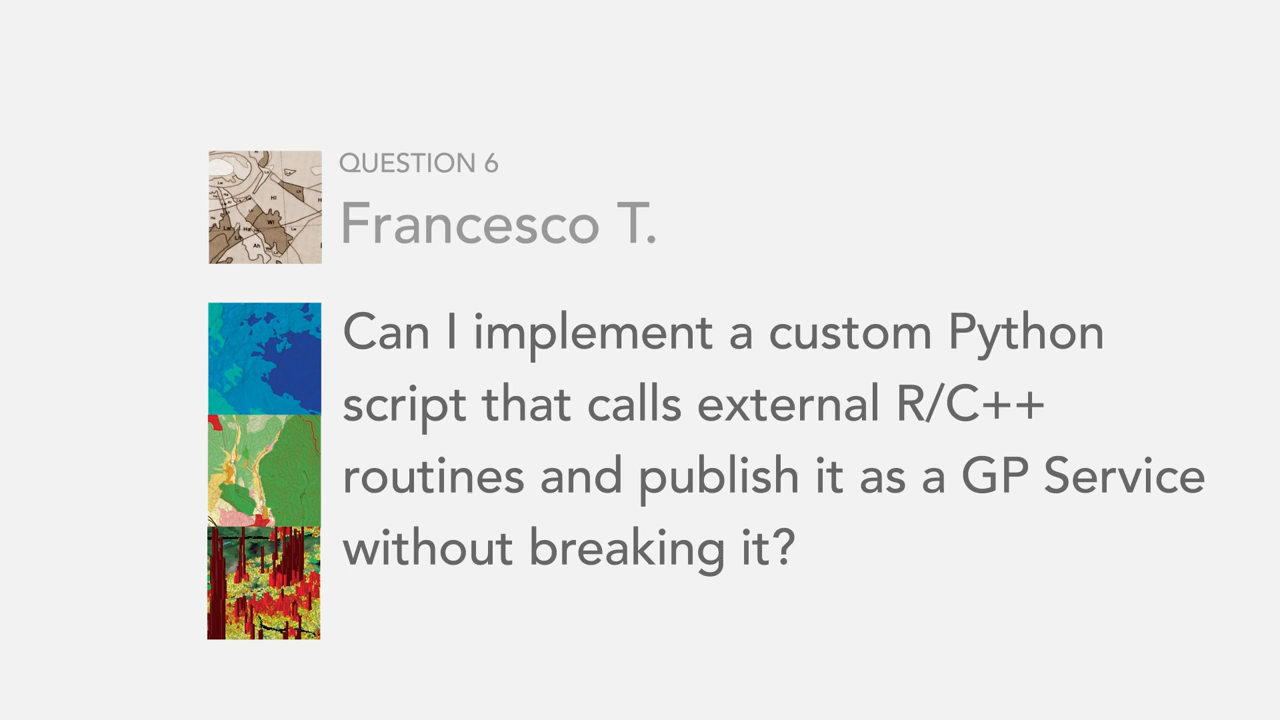 QUESTION 6
Francesco T.
Can I implement a custom Python
script that calls external R/C++
routines and publish it as a GP Service
without breaking it?